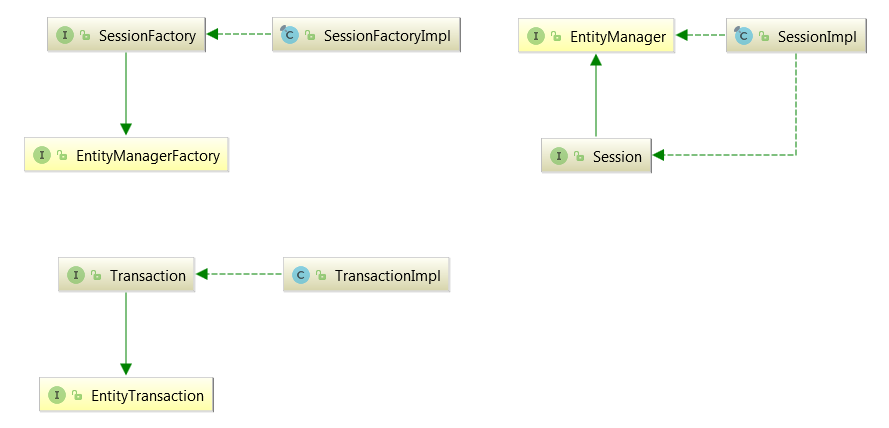 I SessionFactory
C SessionFactoryImpl
I EntityManager
C SessionImpl
I EntityManagerFactory
I Session
I Transaction
C TransactionImpl
I EntityTransaction